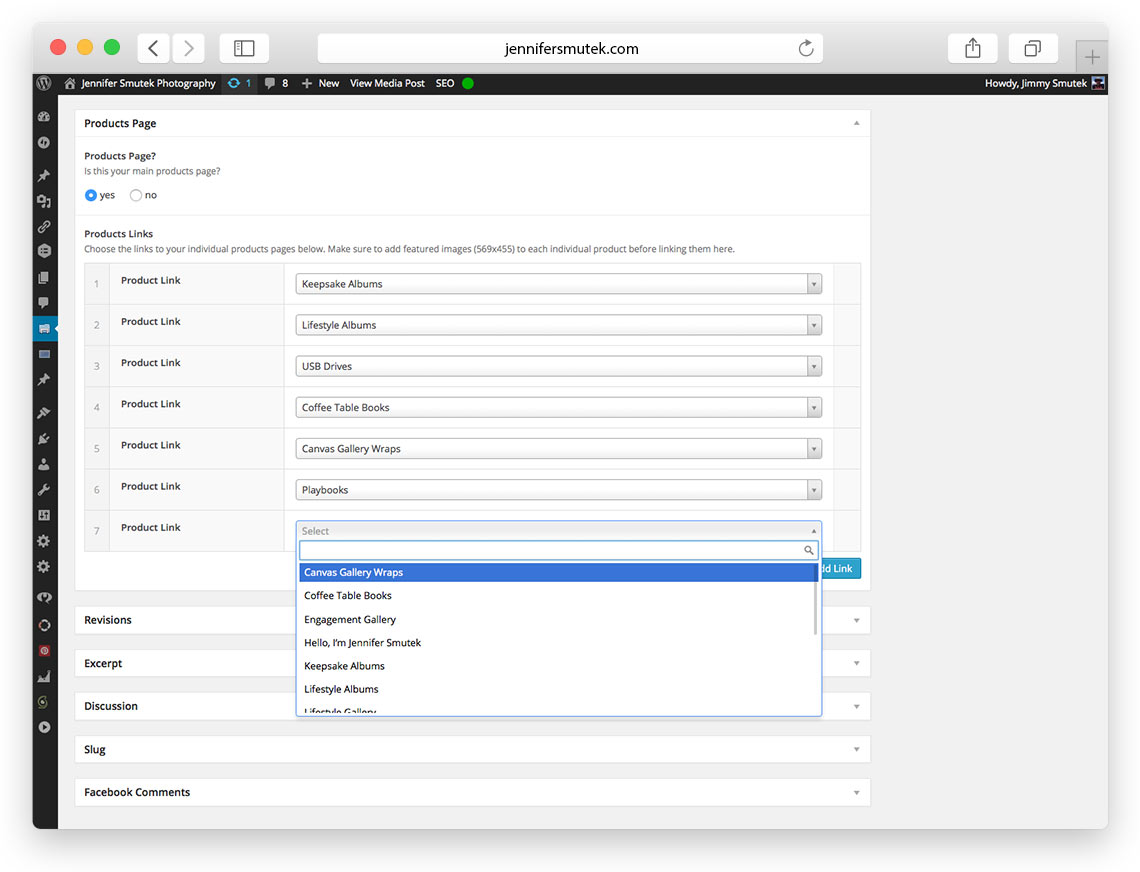 jennifersmutek.com
Jennifer Smutek Photography 1 8 New View Media Post SEO Howdy, Jimmy Smutek
Products Page
Products Page?
Is this your main products page?
yes no
Products Links
Choose the links to your individual products pages below. Make sure to add featured images (569x455) to each individual product before linking them here.
1 Product Link Keepsake Albums
2 Product Link Lifestyle Albums
3 Product Link USB Drives
4 Product Link Coffee Table Books
5 Product Link Canvas Gallery Wraps
6 Product Link Playbooks
7 Product Link Select
Canvas Gallery Wraps
dd Link
Coffee Table Books
Engagement Gallery
Hello, I'm Jennifer Smutek
Keepsake Albums
Lifestyle Albums
Lifestyle Gallery
Revisions
Excerpt
Discussion
Slug
Facebook Comments